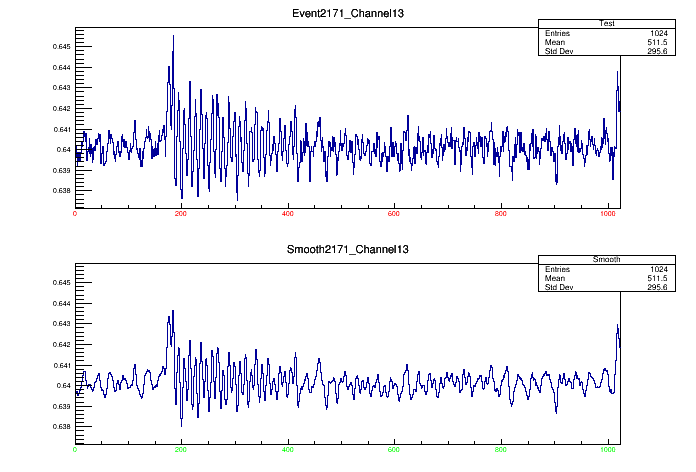 Event2171_Channel13
Test
Entries 1024
Mean 511.5
Std Dev 295.6
0.645
0.644
0.643
0.642
0.641
0.64
0.639
0.638
0 200 400 600 800 1000
Smooth2171_Channel13
Smooth
Entries 1024
Mean 511.5
Std Dev 295.6
0.645
0.644
0.643
0.642
0.641
0.64
0.639
0.638
0 200 400 600 800 1000